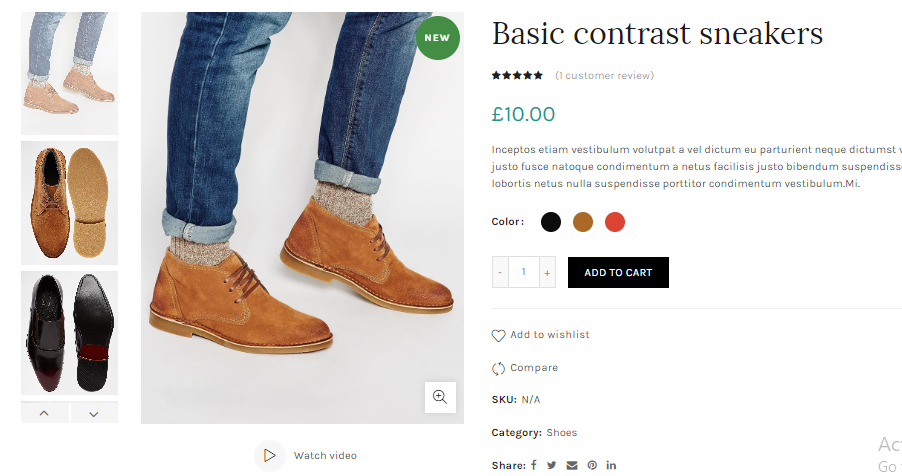 NEW
Basic contrast sneakers
(1 customer review)
£10.00
Inceptos etiam vestibulum volutpat a vel dictum eu parturient neque dictumst
justo fusce natoque condimentum a netus facilisis justo bibendum suspendisse
lobortis netus nulla suspendisse porttitor condimentum vestibulum.Mi.
Color :
- 1 + ADD TO CART
Add to wishlist
Compare
SKU: N/A
Category: Shoes
Share:
Watch video
Go